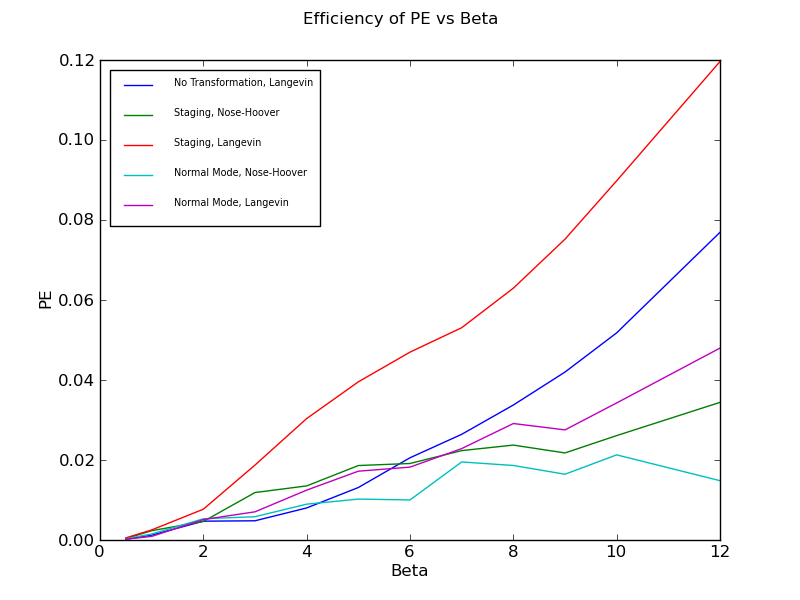 Efficiency of PE vs Beta
0.12
No Transformation, Langevin
Staging, Nose-Hoover
0.10
Staging, Langevin
Normal Mode, Nose-Hoover
Normal Mode, Langevin
0.08
0.06
PE
0.04
0.02
0.00
0 2 4 6 8 10 12
Beta